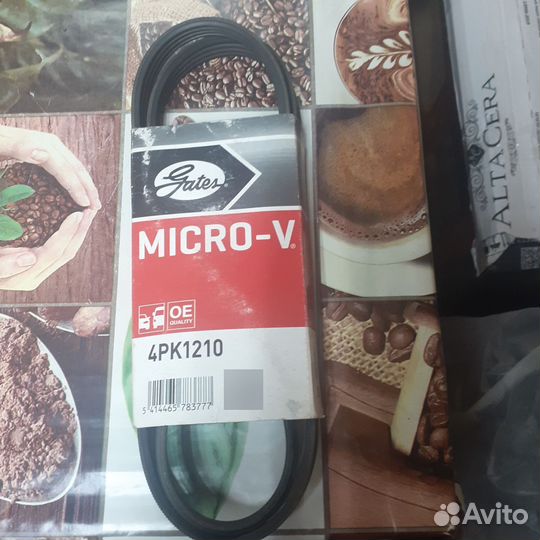 Gates
MICRO-V®
OE
QUALITY
4PK1210
5 414465 783777
ALTACERA
Avito